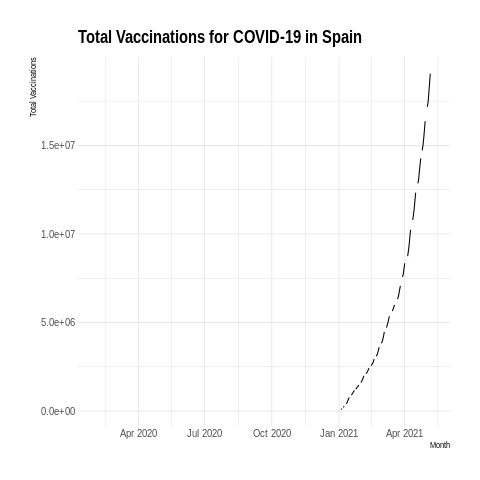 Total Vaccinations for COVID-19 in Spain
Total Vaccinations
1.5e+07
1.0e+07
5.0e+06
0.0e+00
Apr 2020 Jul 2020 Oct 2020 Jan 2021 Apr 2021
Month